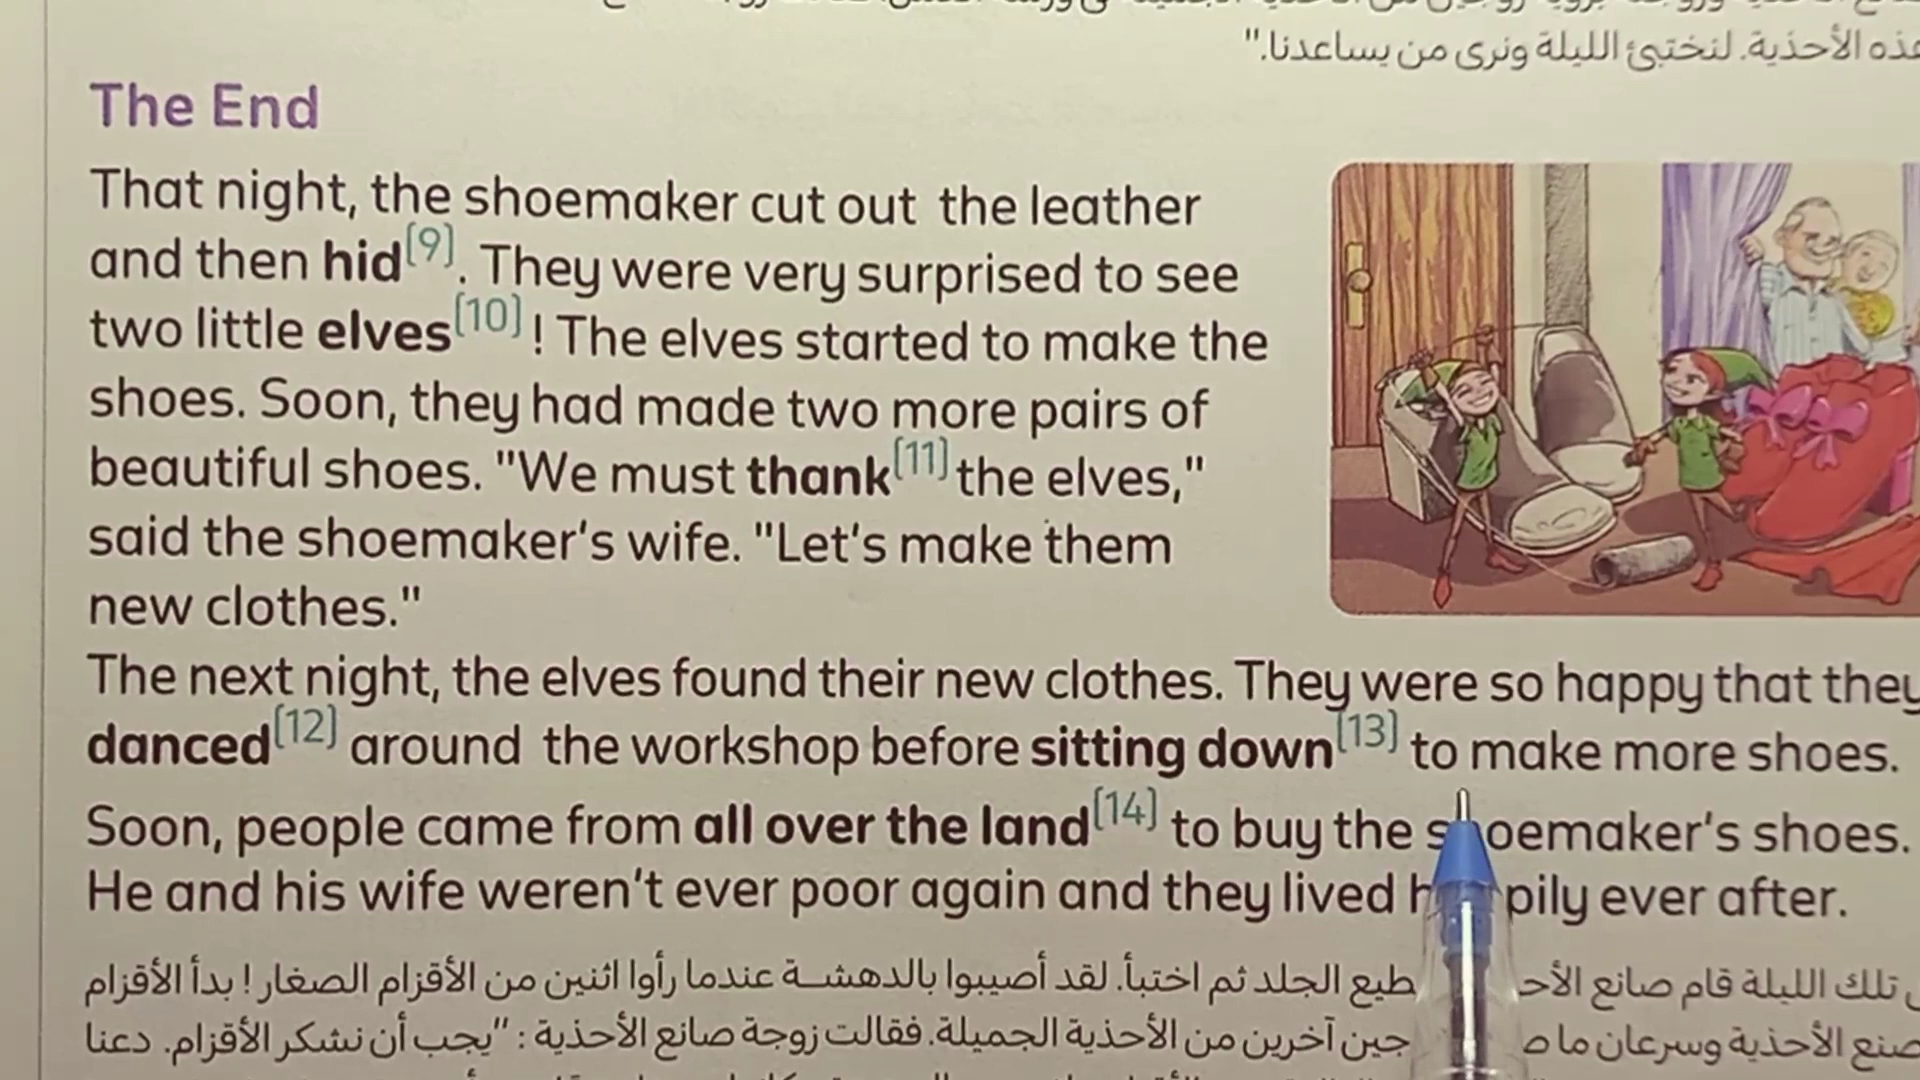 هذه الأحذية. لنختبئ الليلة ونرى من يساعدنا."
The End
That night, the shoemaker cut out the leather
and then hid[9]. They were very surprised to see
two little elves[10]! The elves started to make the
shoes. Soon, they had made two more pairs of
beautiful shoes. "We must thank[11] the elves,"
said the shoemaker's wife. "Let's make them
new clothes."
The next night, the elves found their new clothes. They were so happy that they
danced[12] around the workshop before sitting down[13] to make more shoes.
Soon, people came from all over the land[14] to buy the shoemaker's shoes.
He and his wife weren't ever poor again and they lived happily ever after.
تلك الليلة قام صانع الأحـ طيع الجلد ثم اختبأ. لقد أصيبوا بالدهشة عندما رأوا اثنين من الأقزام الصغار! بدأ الأقزام
صنع الأحذية وسرعان ما جين آخرين من الأحذية الجميلة. فقالت زوجة صانع الأحذية: "يجب أن نشكر الأقزام. دعنا